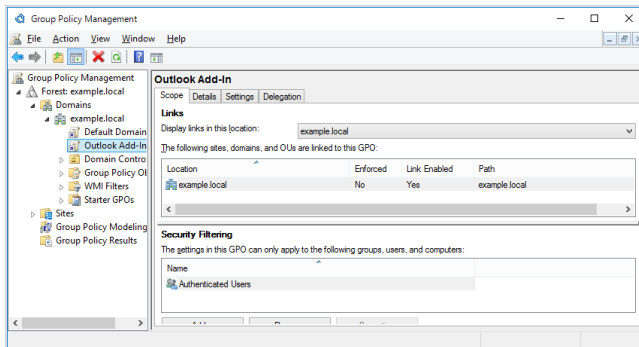 Group Policy Management
File Action View Window Help
Group Policy Management
Forest: example.local
Domains
example.local
Default Domain
Outlook Add-In
Domain Contro
Group Policy Ob
WMI Filters
Starter GPOs
Sites
Group Policy Modeling
Group Policy Results
Outlook Add-In
Scope Details Settings Delegation
Links
Display links in this location: example.local
The following sites, domains, and OUs are linked to this GPO:
Location Enforced Link Enabled Path
example.local No Yes example.local
Security Filtering
The settings in this GPO can only apply to the following groups, users, and computers:
Name
Authenticated Users